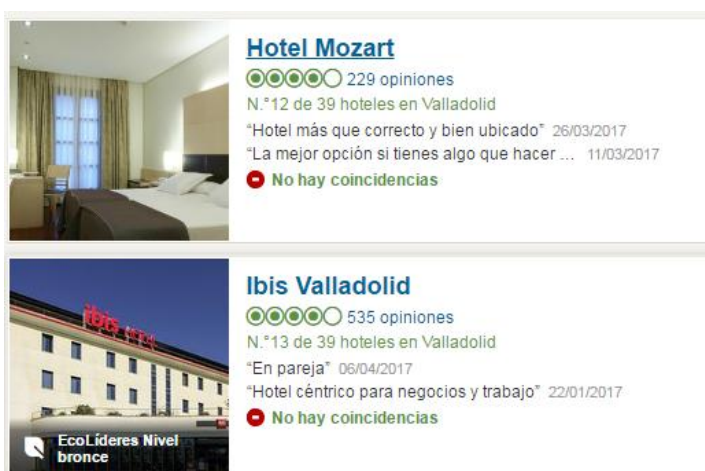 Hotel Mozart
229 opiniones
N.°12 de 39 hoteles en Valladolid
“Hotel más que correcto y bien ubicado” 26/03/2017
“La mejor opción si tienes algo que hacer ... 11/03/2017
No hay coincidencias
ibis HOTEL
EcoLíderes Nivel
bronce
Ibis Valladolid
535 opiniones
N.°13 de 39 hoteles en Valladolid
“En pareja” 06/04/2017
“Hotel céntrico para negocios y trabajo” 22/01/2017
No hay coincidencias